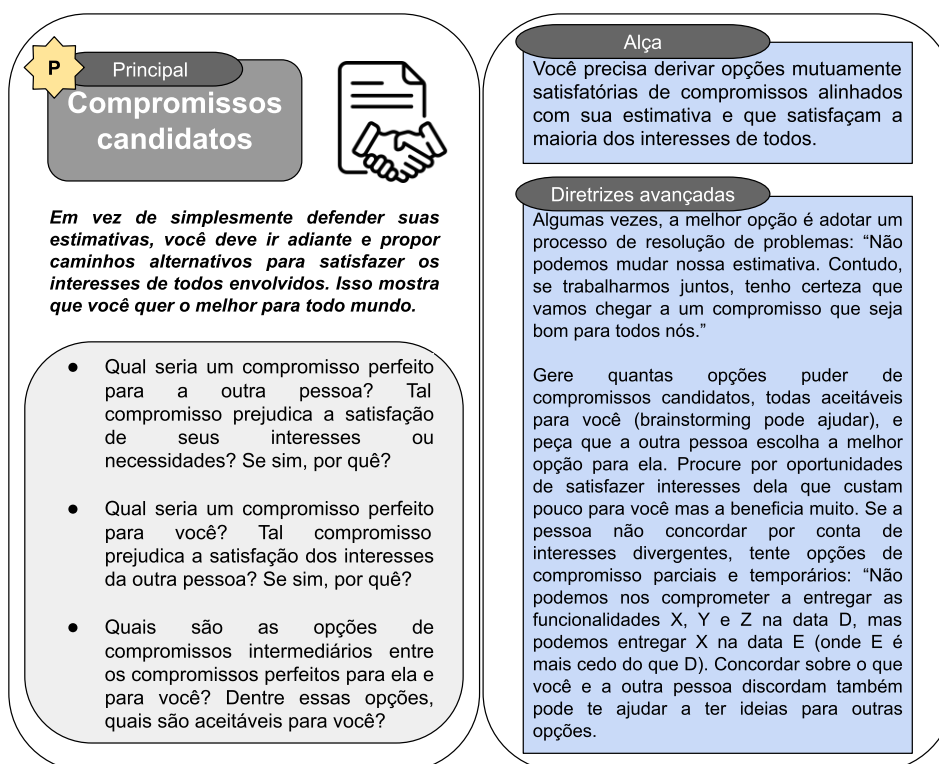 P
Principal
Compromissos
candidatos
Em vez de simplesmente defender suas
estimativas, você deve ir adiante e propor
caminhos alternativos para satisfazer os
interesses de todos envolvidos. Isso mostra
que você quer o melhor para todo mundo.
● Qual seria um compromisso perfeito
para a outra pessoa? Tal
compromisso prejudica a satisfação
de seus interesses ou
necessidades? Se sim, por quê?
● Qual seria um compromisso perfeito
para você? Tal compromisso
prejudica a satisfação dos interesses
da outra pessoa? Se sim, por quê?
● Quais são as opções de
compromissos intermediários entre
os compromissos perfeitos para ela e
para você? Dentre essas opções,
quais são aceitáveis para você?
Alça
Você precisa derivar opções mutuamente
satisfatórias de compromissos alinhados
com sua estimativa e que satisfaçam a
maioria dos interesses de todos.
Diretrizes avançadas
Algumas vezes, a melhor opção é adotar um
processo de resolução de problemas: “Não
podemos mudar nossa estimativa. Contudo,
se trabalharmos juntos, tenho certeza que
vamos chegar a um compromisso que seja
bom para todos nós.”
Gere quantas opções puder de
compromissos candidatos, todas aceitáveis
para você (brainstorming pode ajudar), e
peça que a outra pessoa escolha a melhor
opção para ela. Procure por oportunidades
de satisfazer interesses dela que custam
pouco para você mas a beneficia muito. Se a
pessoa não concordar por conta de
interesses divergentes, tente opções de
compromisso parciais e temporários: “Não
podemos nos comprometer a entregar as
funcionalidades X, Y e Z na data D, mas
podemos entregar X na data E (onde E é
mais cedo do que D). Concordar sobre o que
você e a outra pessoa discordam também
pode te ajudar a ter ideias para outras
opções.